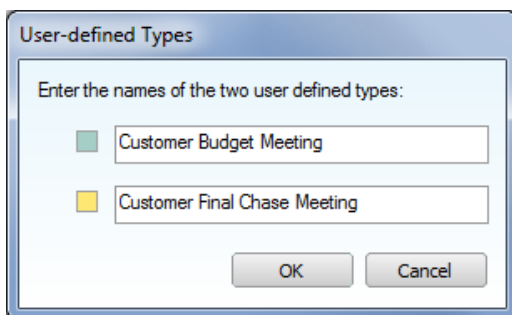 User-defined Types
Enter the names of the two user defined types:
Customer Budget Meeting
Customer Final Chase Meeting
OK Cancel